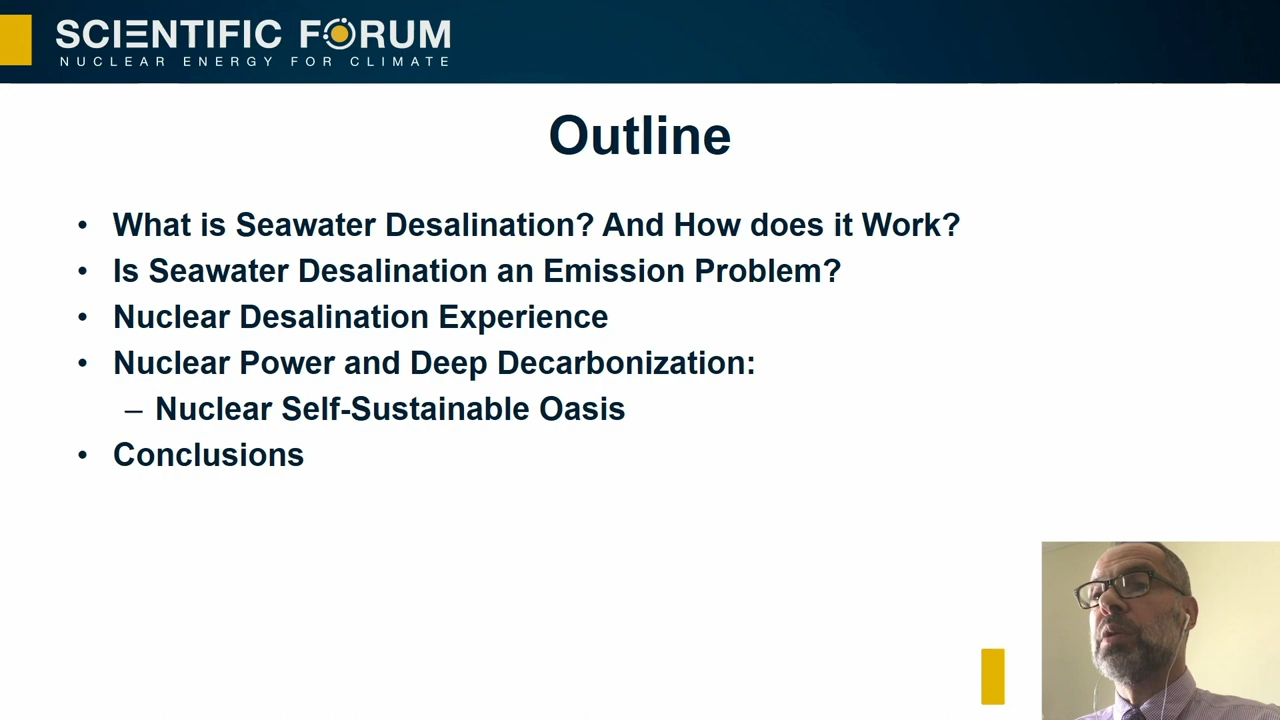 SCIENTIFIC FORUM
NUCLEAR ENERGY FOR CLIMATE
Outline
• What is Seawater Desalination? And How does it Work?
• Is Seawater Desalination an Emission Problem?
• Nuclear Desalination Experience
• Nuclear Power and Deep Decarbonization:
– Nuclear Self-Sustainable Oasis
• Conclusions